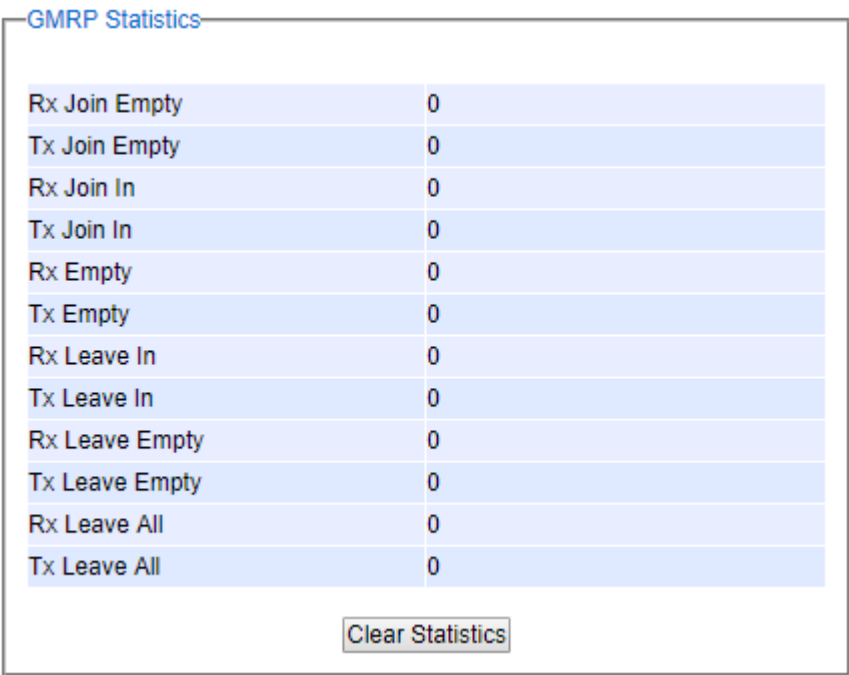 GMRP Statistics
Rx Join Empty 0
Tx Join Empty 0
Rx Join In 0
Tx Join In 0
Rx Empty 0
Tx Empty 0
Rx Leave In 0
Tx Leave In 0
Rx Leave Empty 0
Tx Leave Empty 0
Rx Leave All 0
Tx Leave All 0
Clear Statistics